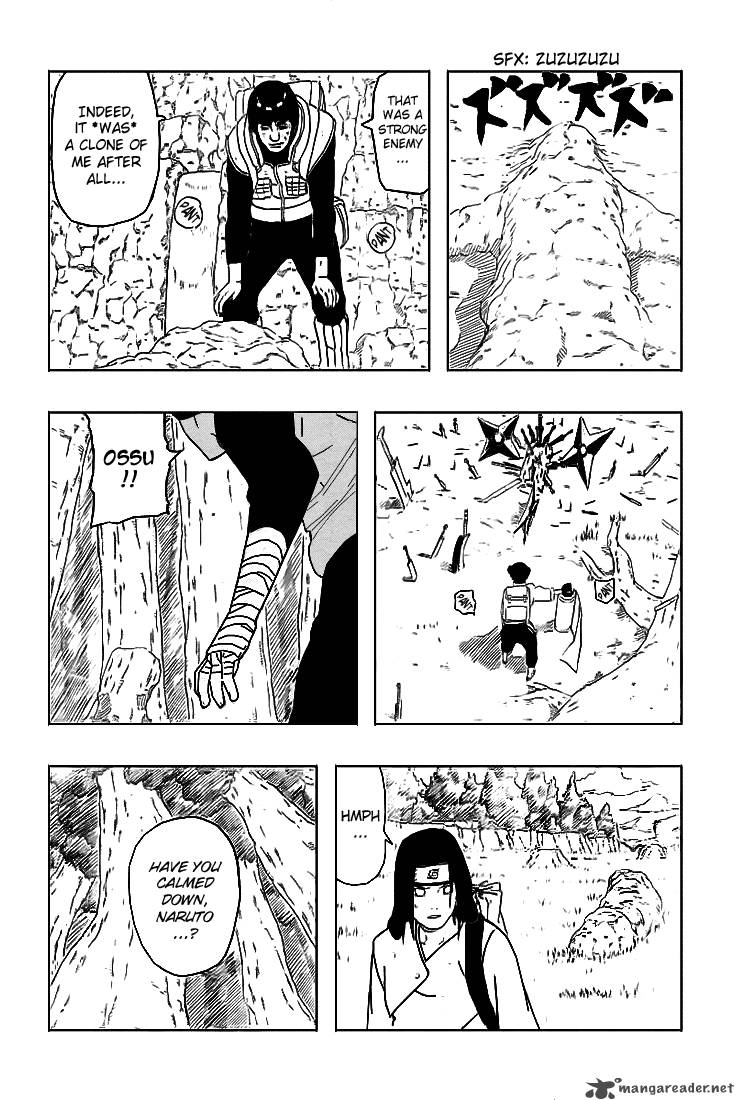 SFX: ZUZUZUZU
ズズズズ
THAT
WAS A
STRONG
ENEMY
...
INDEED,
IT *WAS*
A CLONE OF
ME AFTER
ALL...
PANT
PANT
PANT
PANT
OSSU
!!
HMPH
...
HAVE YOU
CALMED
DOWN,
NARUTO
...?
mangareader.net